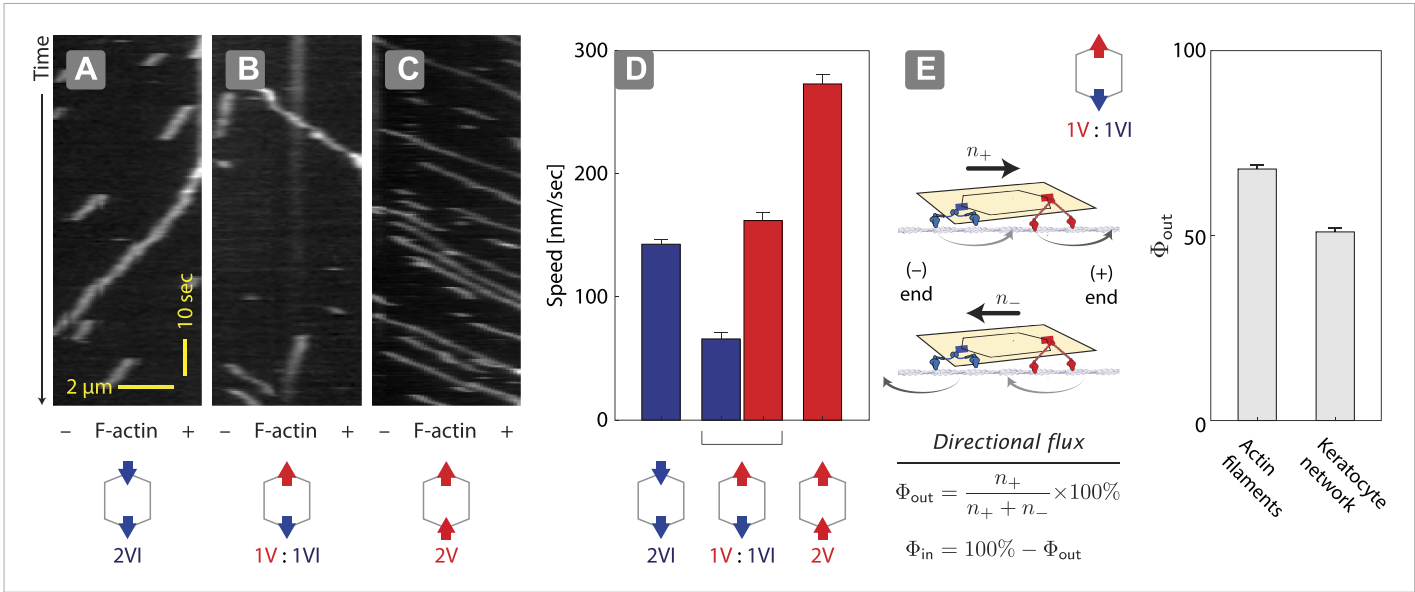 Time
A
10 sec
2 µm
– F-actin +
2VI
B
– F-actin +
1V : 1VI
C
– F-actin +
2V
D
Speed [nm/sec]
300
200
100
0
2VI
1V : 1VI
2V
E
1V : 1VI
n+
(–)
end
(+)
end
n−
Directional flux
Φout = n+ / (n+ + n−) ×100%
Φin = 100% − Φout
Φout
100
50
0
Actin
filaments
Keratocyte
network